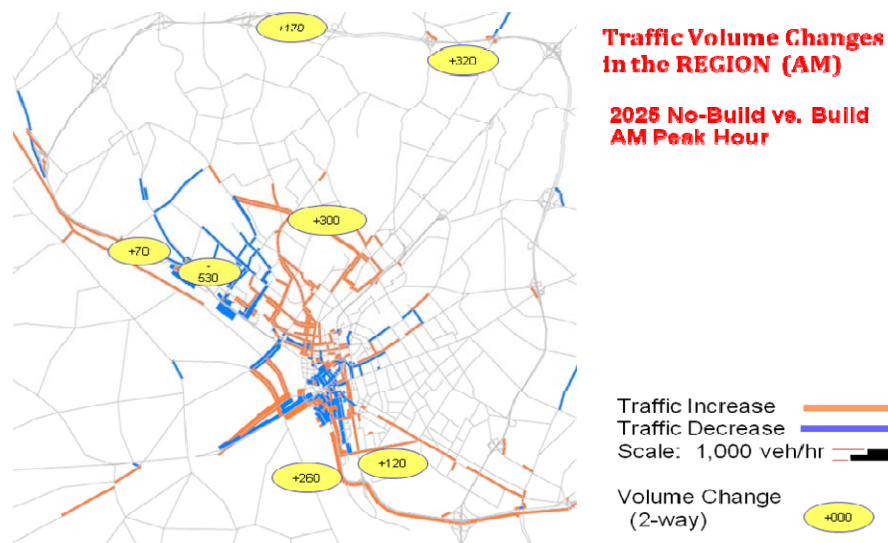 +170
+320
Traffic Volume Changes
in the REGION (AM)
2025 No-Build vs. Build
AM Peak Hour
+300
+70
-
530
Traffic Increase
Traffic Decrease
Scale: 1,000 veh/hr
+120
+260
Volume Change
(2-way)
+000